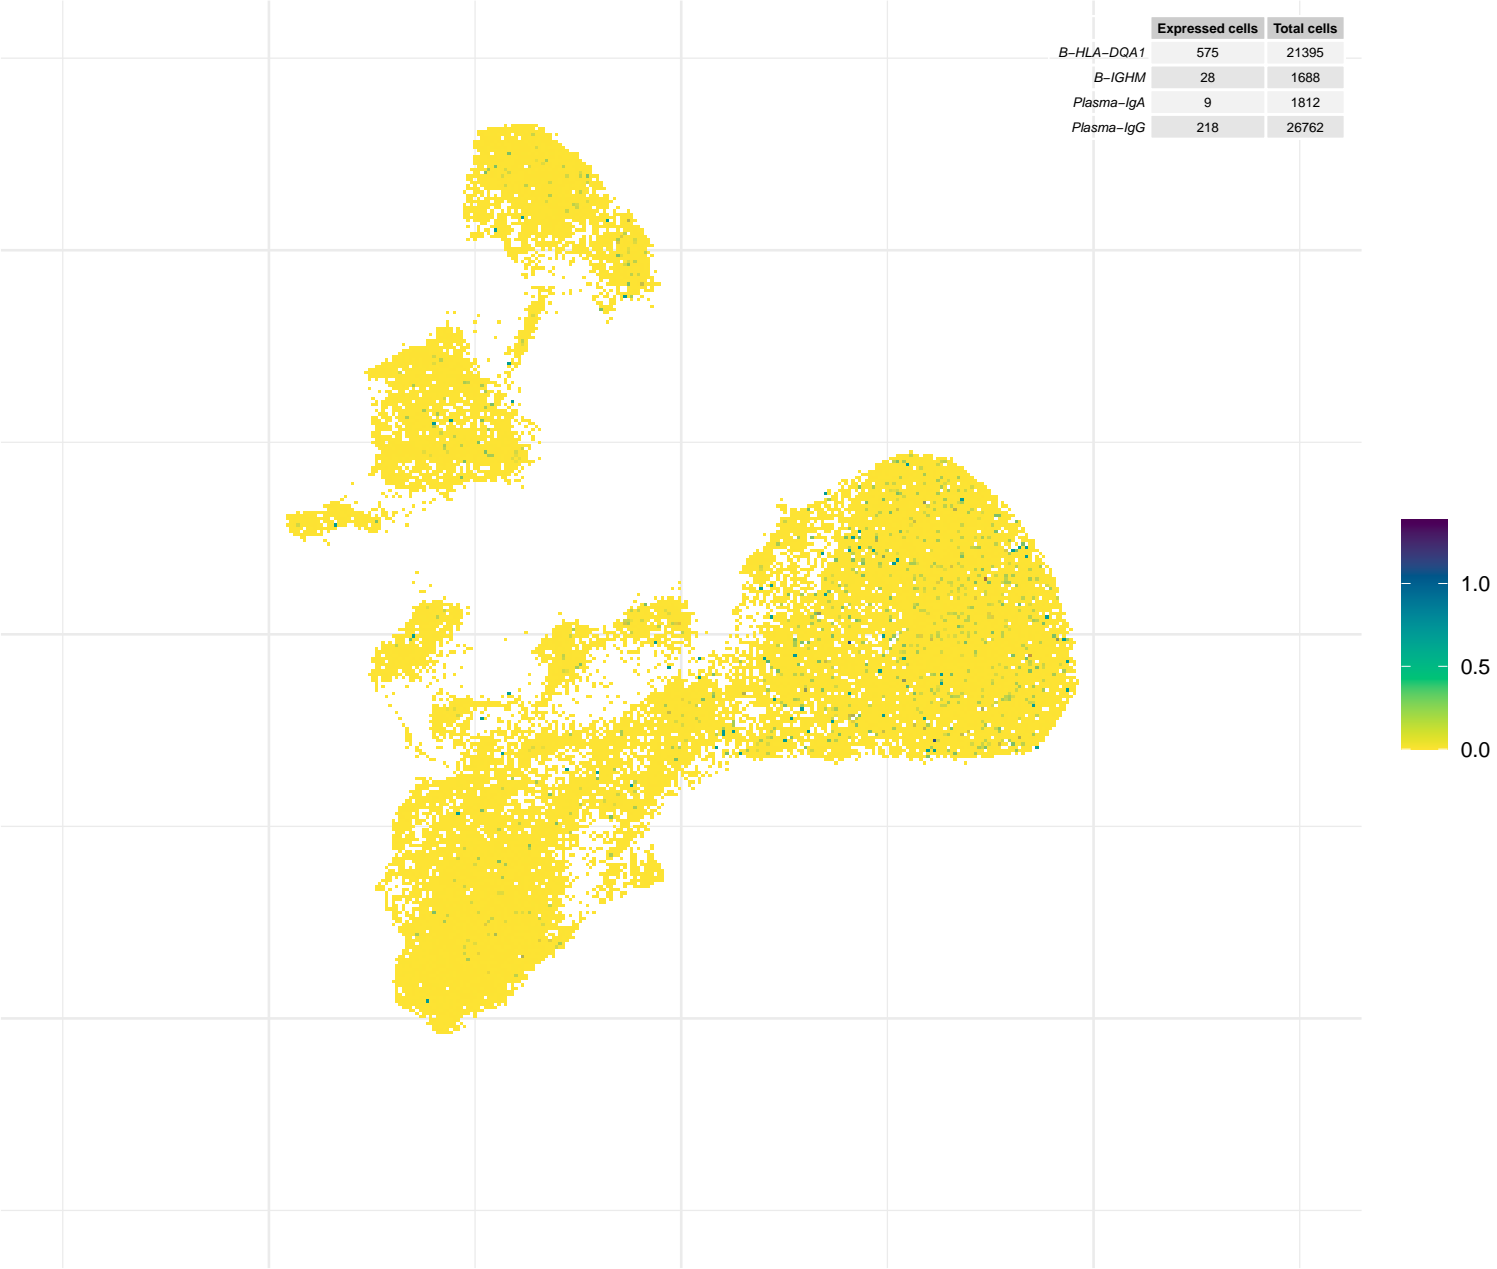 Expressed cells Total cells
B−HLA−DQA1 575 21395
B−IGHM 28 1688
Plasma−IgA 9 1812
Plasma−IgG 218 26762
1.0
0.5
0.0